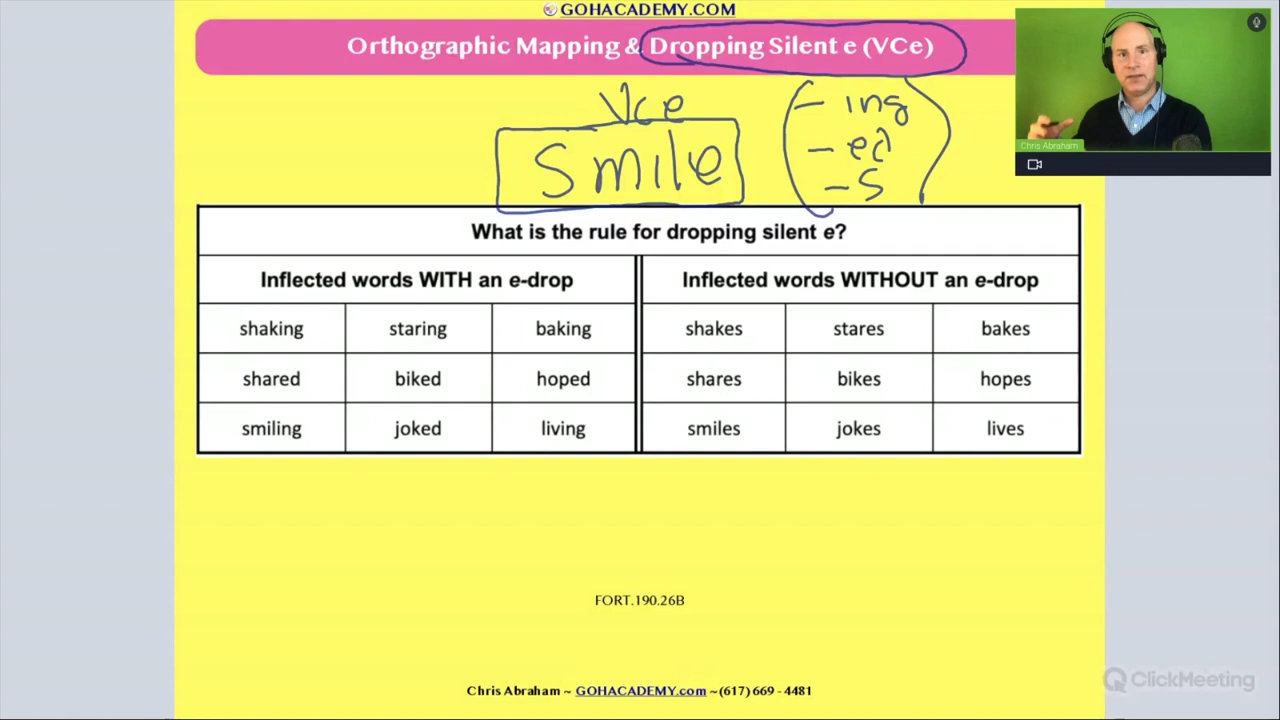 GOHACADEMY.COM
Orthographic Mapping & Dropping Silent e (VCe)
Vce
Smile
- ing
- ed
- s
Chris Abraham
What is the rule for dropping silent e?
Inflected words WITH an e-drop Inflected words WITHOUT an e-drop
shaking staring baking shakes stares bakes
shared biked hoped shares bikes hopes
smiling joked living smiles jokes lives
FORT.190.26B
Chris Abraham ~ GOHACADEMY.com ~(617) 669 - 4481
ClickMeeting